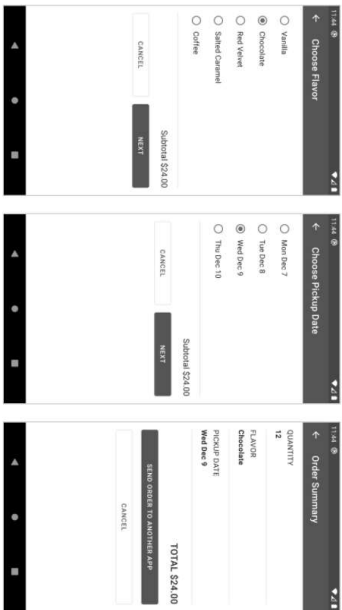 11:44
Choose Flavor
Vanilla
Chocolate
Red Velvet
Salted Caramel
Coffee
Subtotal $24.00
CANCEL
NEXT
11:44
Choose Pickup Date
Mon Dec 7
Tue Dec 8
Wed Dec 9
Thu Dec 10
Subtotal $24.00
CANCEL
NEXT
11:44
Order Summary
QUANTITY
12
FLAVOR
Chocolate
PICKUP DATE
Wed Dec 9
TOTAL $24.00
SEND ORDER TO ANOTHER APP
CANCEL